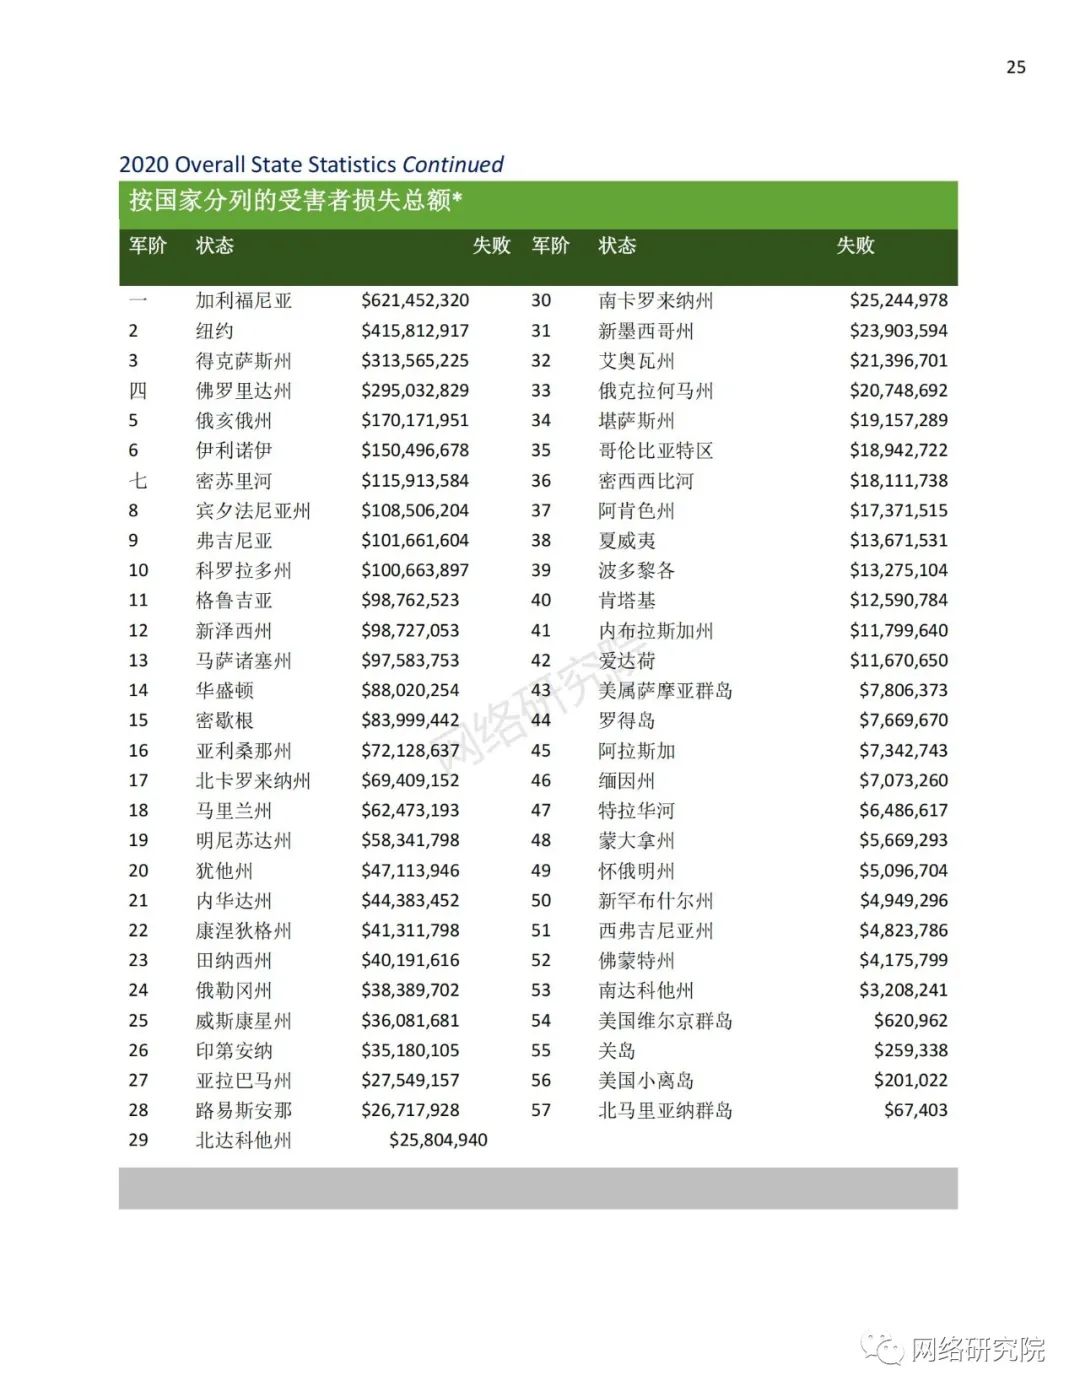 25
2020 Overall State Statistics Continued
按国家分列的受害者损失总额*
军阶 状态 失败 军阶 状态 失败
一 加利福尼亚 $621,452,320 30 南卡罗来纳州 $25,244,978
2 纽约 $415,812,917 31 新墨西哥州 $23,903,594
3 得克萨斯州 $313,565,225 32 艾奥瓦州 $21,396,701
四 佛罗里达州 $295,032,829 33 俄克拉何马州 $20,748,692
5 俄亥俄州 $170,171,951 34 堪萨斯州 $19,157,289
6 伊利诺伊 $150,496,678 35 哥伦比亚特区 $18,942,722
七 密苏里河 $115,913,584 36 密西西比河 $18,111,738
8 宾夕法尼亚州 $108,506,204 37 阿肯色州 $17,371,515
9 弗吉尼亚 $101,661,604 38 夏威夷 $13,671,531
10 科罗拉多州 $100,663,897 39 波多黎各 $13,275,104
11 格鲁吉亚 $98,762,523 40 肯塔基 $12,590,784
12 新泽西州 $98,727,053 41 内布拉斯加州 $11,799,640
13 马萨诸塞州 $97,583,753 42 爱达荷 $11,670,650
14 华盛顿 $88,020,254 43 美属萨摩亚群岛 $7,806,373
15 密歇根 $83,999,442 44 罗得岛 $7,669,670
16 亚利桑那州 $72,128,637 45 阿拉斯加 $7,342,743
17 北卡罗来纳州 $69,409,152 46 缅因州 $7,073,260
18 马里兰州 $62,473,193 47 特拉华河 $6,486,617
19 明尼苏达州 $58,341,798 48 蒙大拿州 $5,669,293
20 犹他州 $47,113,946 49 怀俄明州 $5,096,704
21 内华达州 $44,383,452 50 新罕布什尔州 $4,949,296
22 康涅狄格州 $41,311,798 51 西弗吉尼亚州 $4,823,786
23 田纳西州 $40,191,616 52 佛蒙特州 $4,175,799
24 俄勒冈州 $38,389,702 53 南达科他州 $3,208,241
25 威斯康星州 $36,081,681 54 美国维尔京群岛 $620,962
26 印第安纳 $35,180,105 55 关岛 $259,338
27 亚拉巴马州 $27,549,157 56 美国小离岛 $201,022
28 路易斯安那 $26,717,928 57 北马里亚纳群岛 $67,403
29 北达科他州 $25,804,940
网络研究院
网络研究院